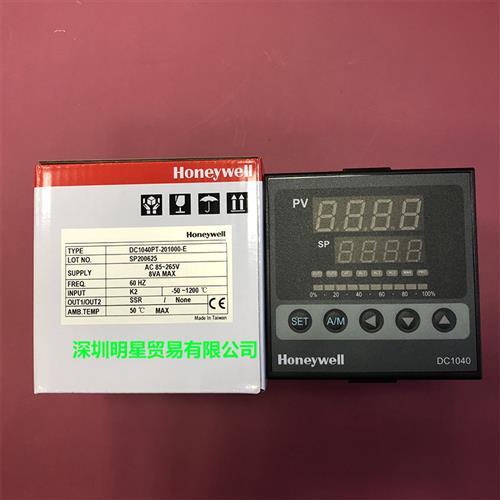 Honeywell
Honeywell
TYPE DC1040PT-201000-E
LOT NO. SP200625
SUPPLY AC 85~265V
8VA MAX
FREQ. 60 HZ
INPUT K2 -50~1200℃
OUT1/OUT2 SSR / None
AMB.TEMP 50℃ MAX
CE
Made in Taiwan
深圳明星贸易有限公司
PV
SP
0% 20 40 60 80 100%
SET A/M
Honeywell DC1040